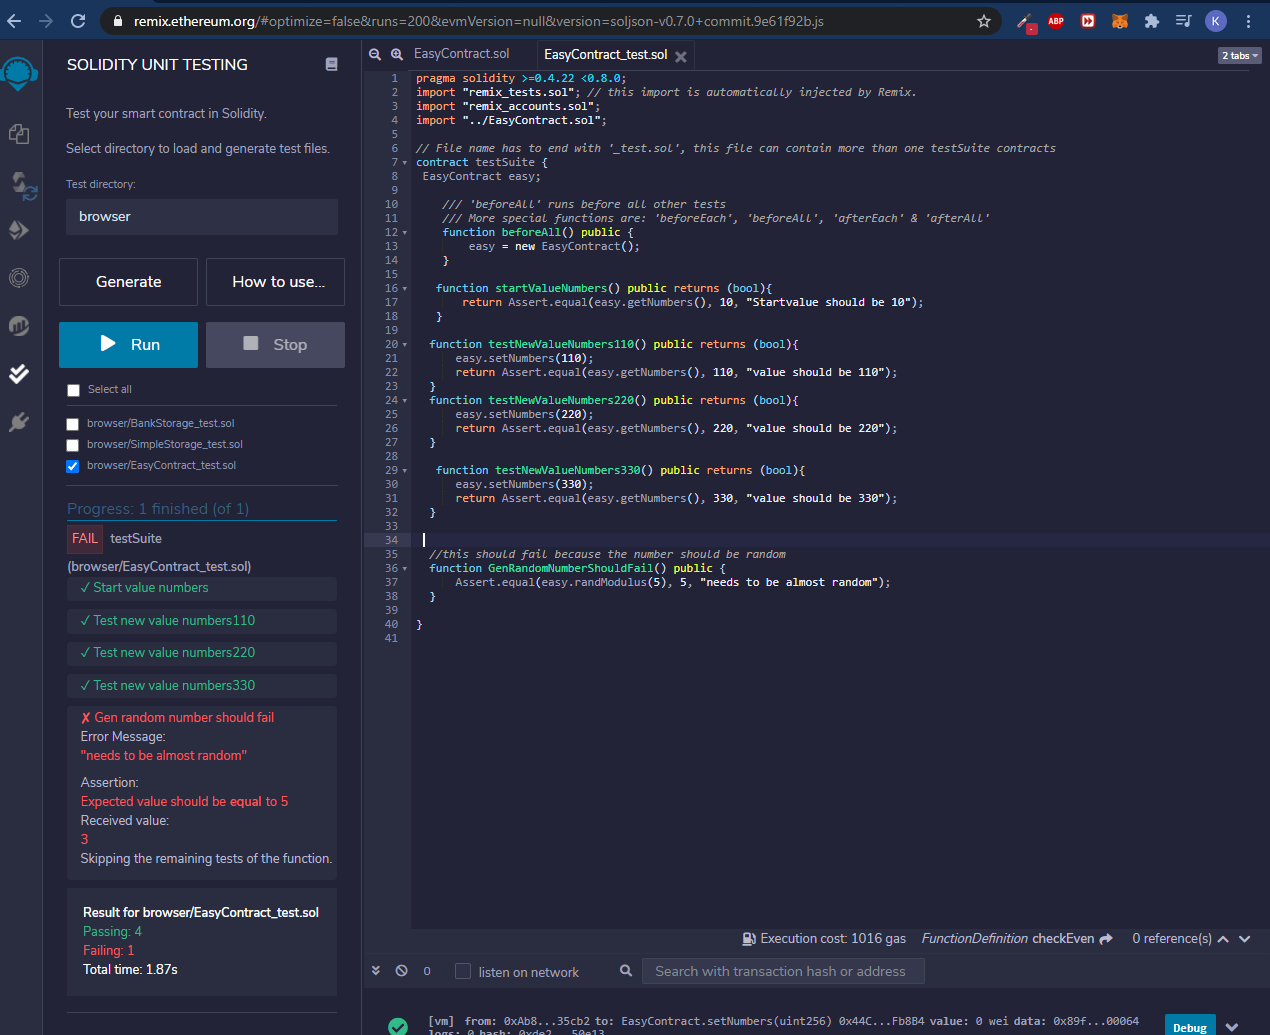 remix.ethereum.org/#optimize=false&runs=200&evmVersion=null&version=soljson-v0.7.0+commit.9e61f92b.js
ABP
K
SOLIDITY UNIT TESTING
Test your smart contract in Solidity.
Select directory to load and generate test files.
Test directory:
browser
Generate
How to use...
Run
Stop
Select all
browser/BankStorage_test.sol
browser/SimpleStorage_test.sol
browser/EasyContract_test.sol
Progress: 1 finished (of 1)
FAIL testSuite
(browser/EasyContract_test.sol)
✓ Start value numbers
✓ Test new value numbers110
✓ Test new value numbers220
✓ Test new value numbers330
✗ Gen random number should fail
Error Message:
"needs to be almost random"
Assertion:
Expected value should be equal to 5
Received value:
3
Skipping the remaining tests of the function.
Result for browser/EasyContract_test.sol
Passing: 4
Failing: 1
Total time: 1.87s
EasyContract.sol
EasyContract_test.sol
2 tabs
1 pragma solidity >=0.4.22 <0.8.0;
2 import "remix_tests.sol"; // this import is automatically injected by Remix.
3 import "remix_accounts.sol";
4 import "../EasyContract.sol";
5
6 // File name has to end with '_test.sol', this file can contain more than one testSuite contracts
7 contract testSuite {
8 EasyContract easy;
9
10 /// 'beforeAll' runs before all other tests
11 /// More special functions are: 'beforeEach', 'beforeAll', 'afterEach' & 'afterAll'
12 function beforeAll() public {
13 easy = new EasyContract();
14 }
15
16 function startValueNumbers() public returns (bool){
17 return Assert.equal(easy.getNumbers(), 10, "Startvalue should be 10");
18 }
19
20 function testNewValueNumbers110() public returns (bool){
21 easy.setNumbers(110);
22 return Assert.equal(easy.getNumbers(), 110, "value should be 110");
23 }
24 function testNewValueNumbers220() public returns (bool){
25 easy.setNumbers(220);
26 return Assert.equal(easy.getNumbers(), 220, "value should be 220");
27 }
28
29 function testNewValueNumbers330() public returns (bool){
30 easy.setNumbers(330);
31 return Assert.equal(easy.getNumbers(), 330, "value should be 330");
32 }
33
34
35 //this should fail because the number should be random
36 function GenRandomNumberShouldFail() public {
37 Assert.equal(easy.randModulus(5), 5, "needs to be almost random");
38 }
39
40 }
41
Execution cost: 1016 gas FunctionDefinition checkEven 0 reference(s)
0 listen on network Search with transaction hash or address
[vm] from: 0xAb8...35cb2 to: EasyContract.setNumbers(uint256) 0x44C...Fb8B4 value: 0 wei data: 0x89f...00064
logs: 0 hash: 0xde2...50e13
Debug